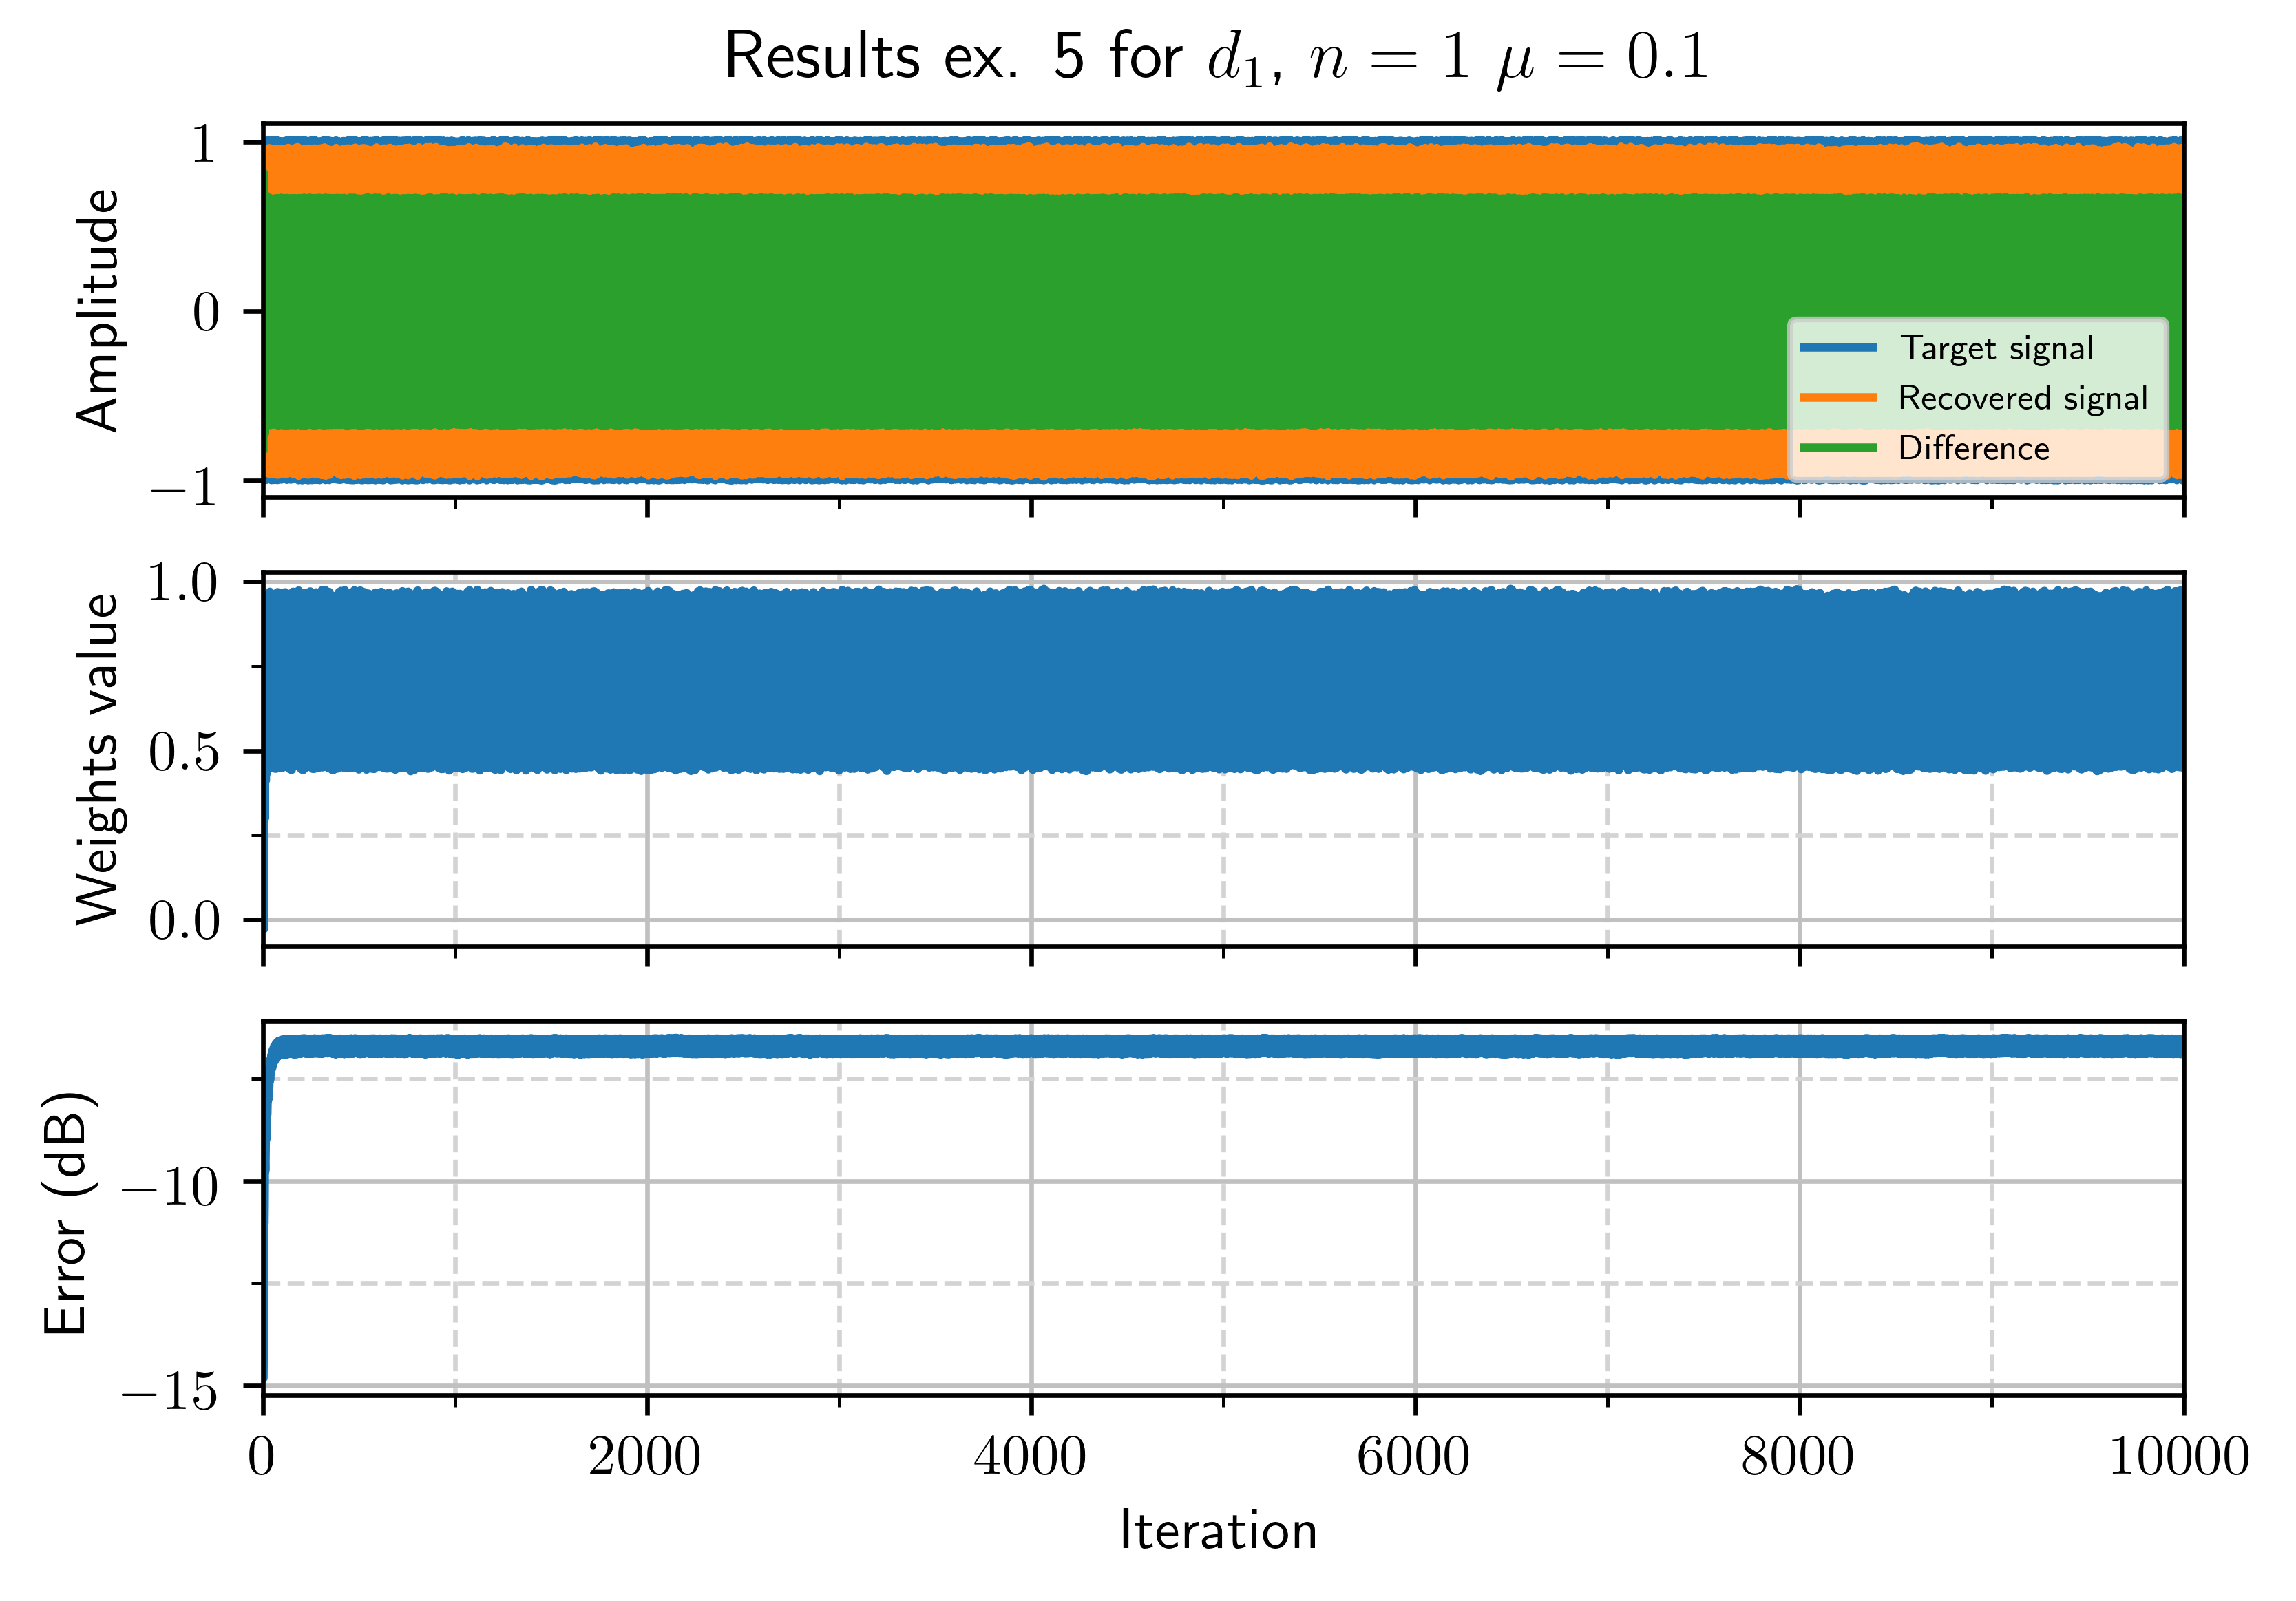 Results ex. 5 for d₁, n = 1 μ = 0.1
Amplitude
1
0
−1
Target signal
Recovered signal
Difference
Weights value
1.0
0.5
0.0
Error (dB)
−10
−15
0 2000 4000 6000 8000 10000
Iteration